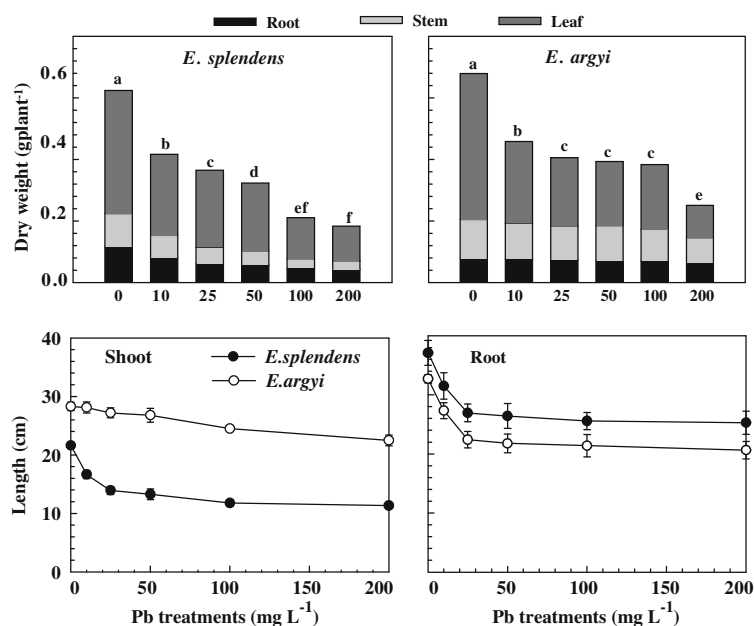 Root Stem Leaf
E. splendens E. argyi
Dry weight (gplant-1)
0.6
0.4
0.2
0.0
a b c d ef f
a b c c c e
0 10 25 50 100 200
0 10 25 50 100 200
Length (cm)
40
30
20
10
0
Shoot
E.splendens
E.argyi
Root
0 50 100 150 200
0 50 100 150 200
Pb treatments (mg L-1)
Pb treatments (mg L-1)